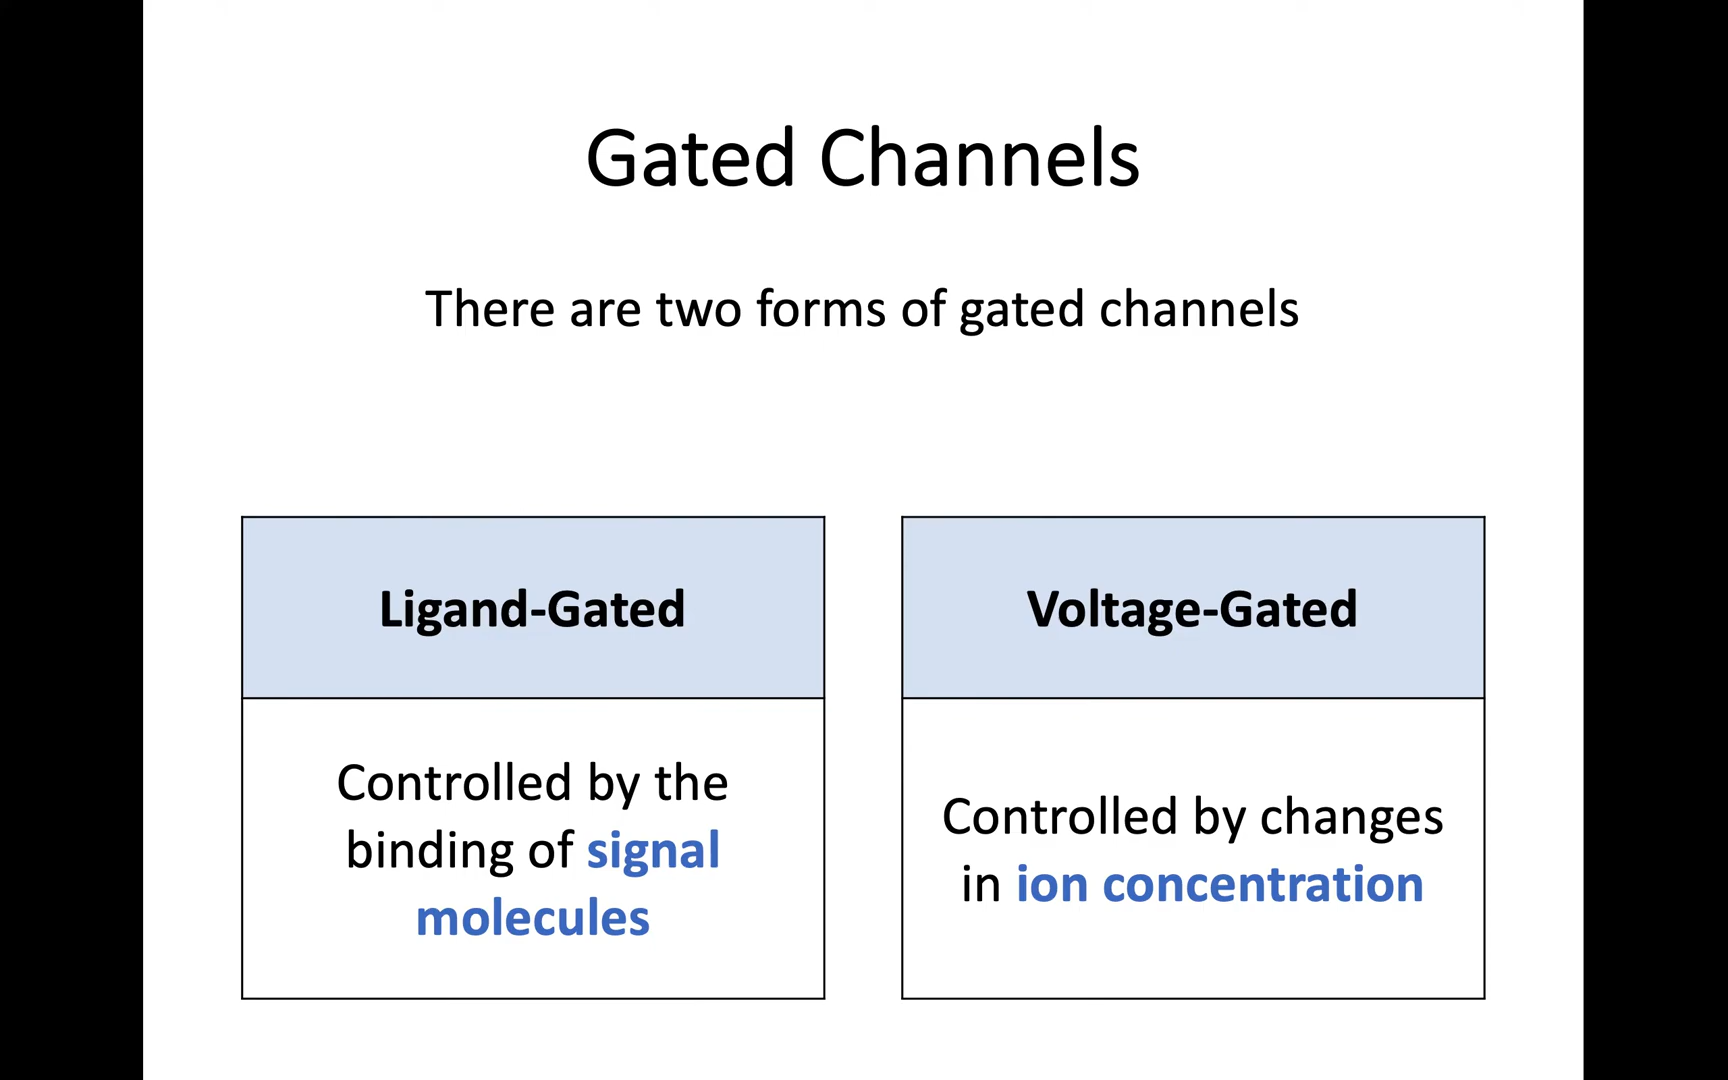 Gated Channels
There are two forms of gated channels
Ligand-Gated
Controlled by the
binding of signal
molecules
Voltage-Gated
Controlled by changes
in ion concentration